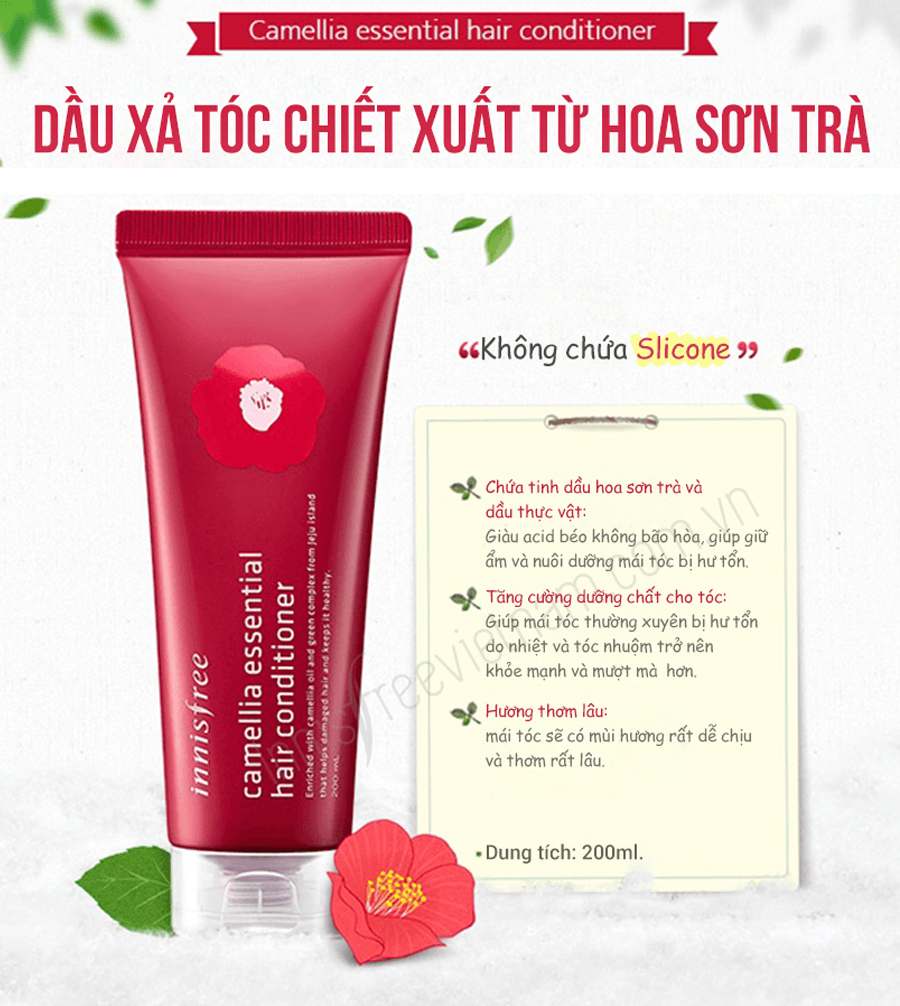 Camellia essential hair conditioner
DẦU XẢ TÓC CHIẾT XUẤT TỪ HOA SƠN TRÀ
“Không chứa Slicone”
Chứa tinh dầu hoa sơn trà và
dầu thực vật:
Giàu acid béo không bão hòa, giúp giữ
ẩm và nuôi dưỡng mái tóc bị hư tổn.
Tăng cường dưỡng chất cho tóc:
Giúp mái tóc thường xuyên bị hư tổn
do nhiệt và tóc nhuộm trở nên
khỏe mạnh và mượt mà hơn.
Hương thơm lâu:
mái tóc sẽ có mùi hương rất dễ chịu
và thơm rất lâu.
Dung tích: 200ml.
innisfree
camellia essential
hair conditioner
Enriched with camellia oil and green complex from Jeju Island
that helps damaged hair and keeps it healthy.
200 mL
innisfreevietnam.com.vn